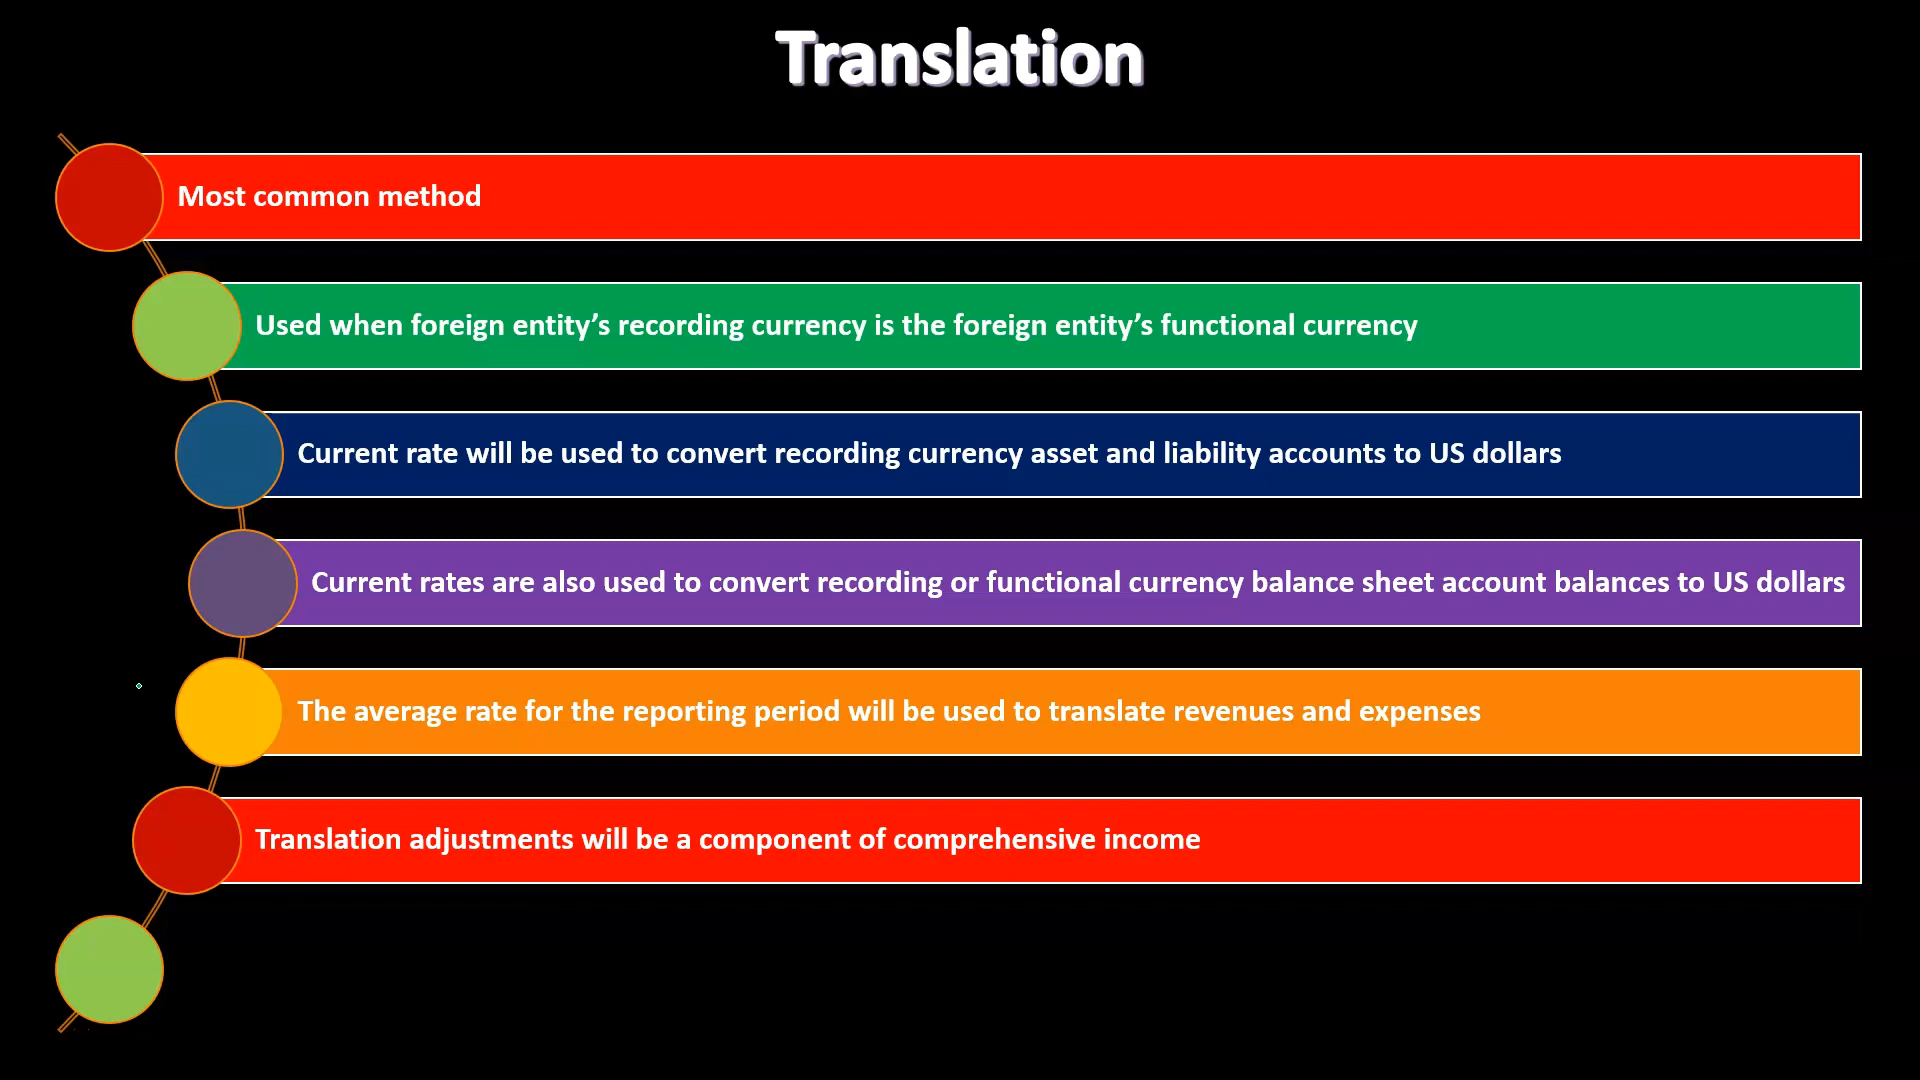 Translation
Most common method
Used when foreign entity’s recording currency is the foreign entity’s functional currency
Current rate will be used to convert recording currency asset and liability accounts to US dollars
Current rates are also used to convert recording or functional currency balance sheet account balances to US dollars
The average rate for the reporting period will be used to translate revenues and expenses
Translation adjustments will be a component of comprehensive income